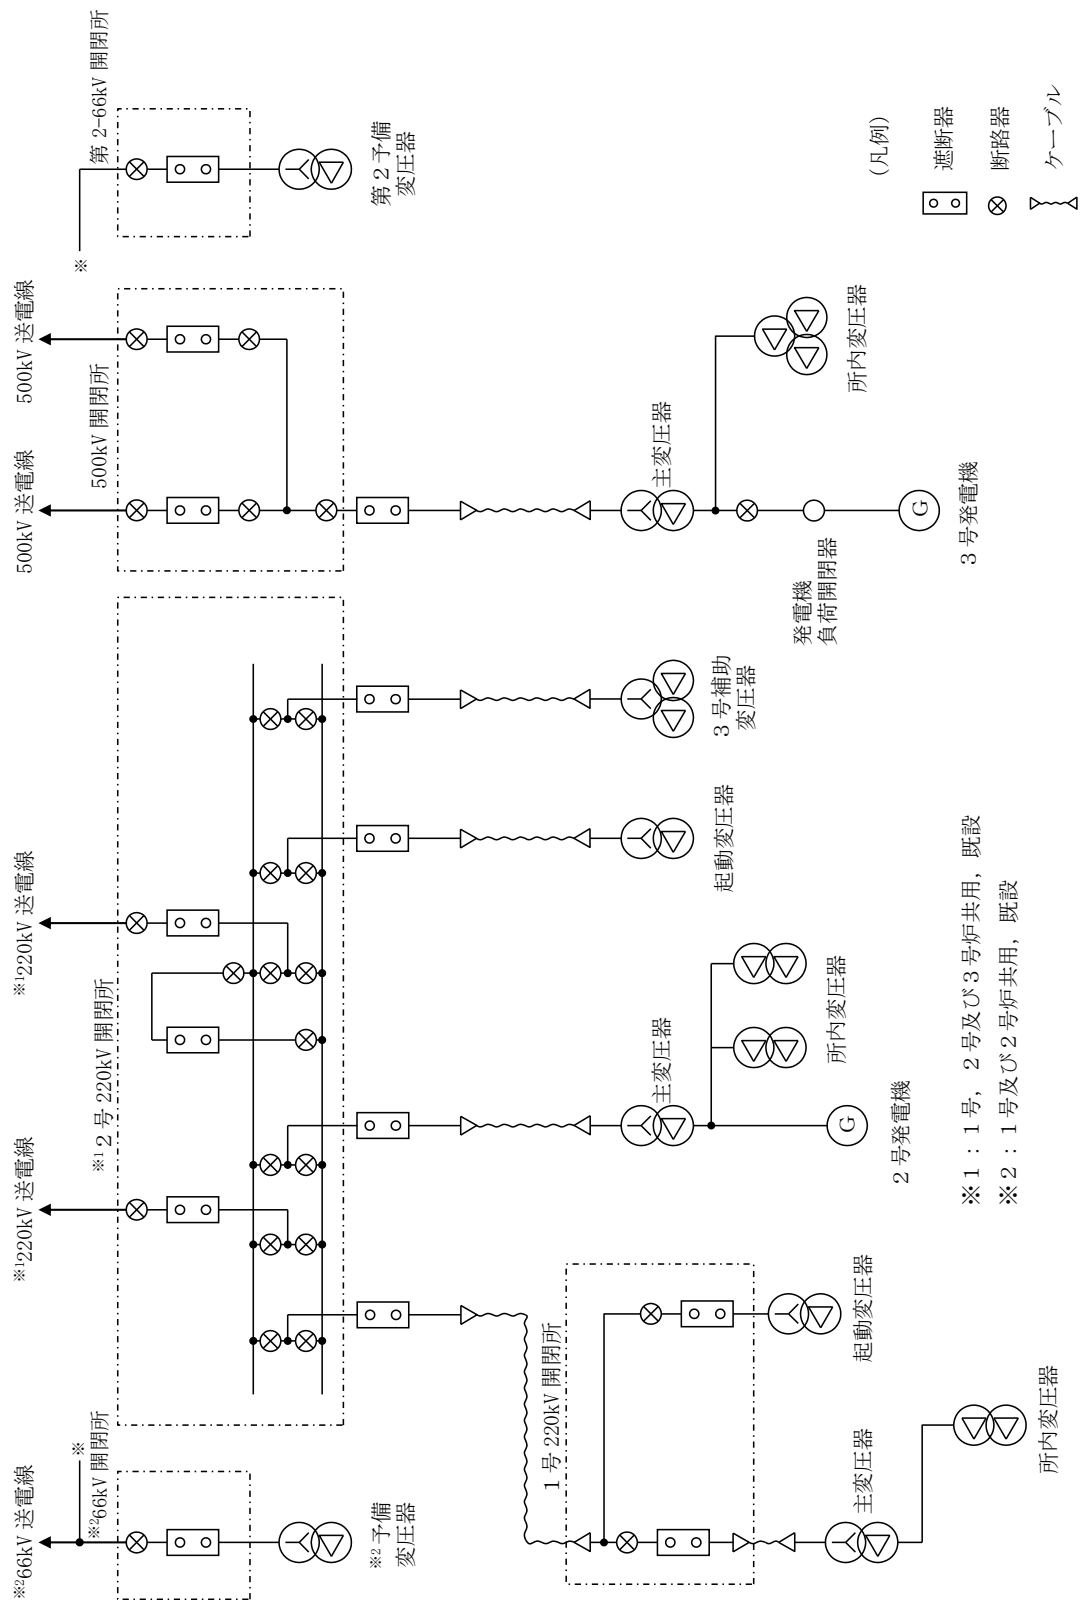 ※²66kV 送電線
※
※²66kV 開閉所
※²予備
変圧器
※¹220kV 送電線
※¹220kV 送電線
※¹２号 220kV 開閉所
１号 220kV 開閉所
主変圧器
起動変圧器
所内変圧器
主変圧器
G
２号発電機
所内変圧器
起動変圧器
３号補助
変圧器
500kV 送電線
500kV 送電線
500kV 開閉所
主変圧器
発電機
負荷開閉器
G
３号発電機
所内変圧器
※
第 2-66kV 開閉所
第２予備
変圧器
(凡例)
遮断器
断路器
ケーブル
※１：１号，２号及び３号炉共用，既設
※２：１号及び２号炉共用，既設